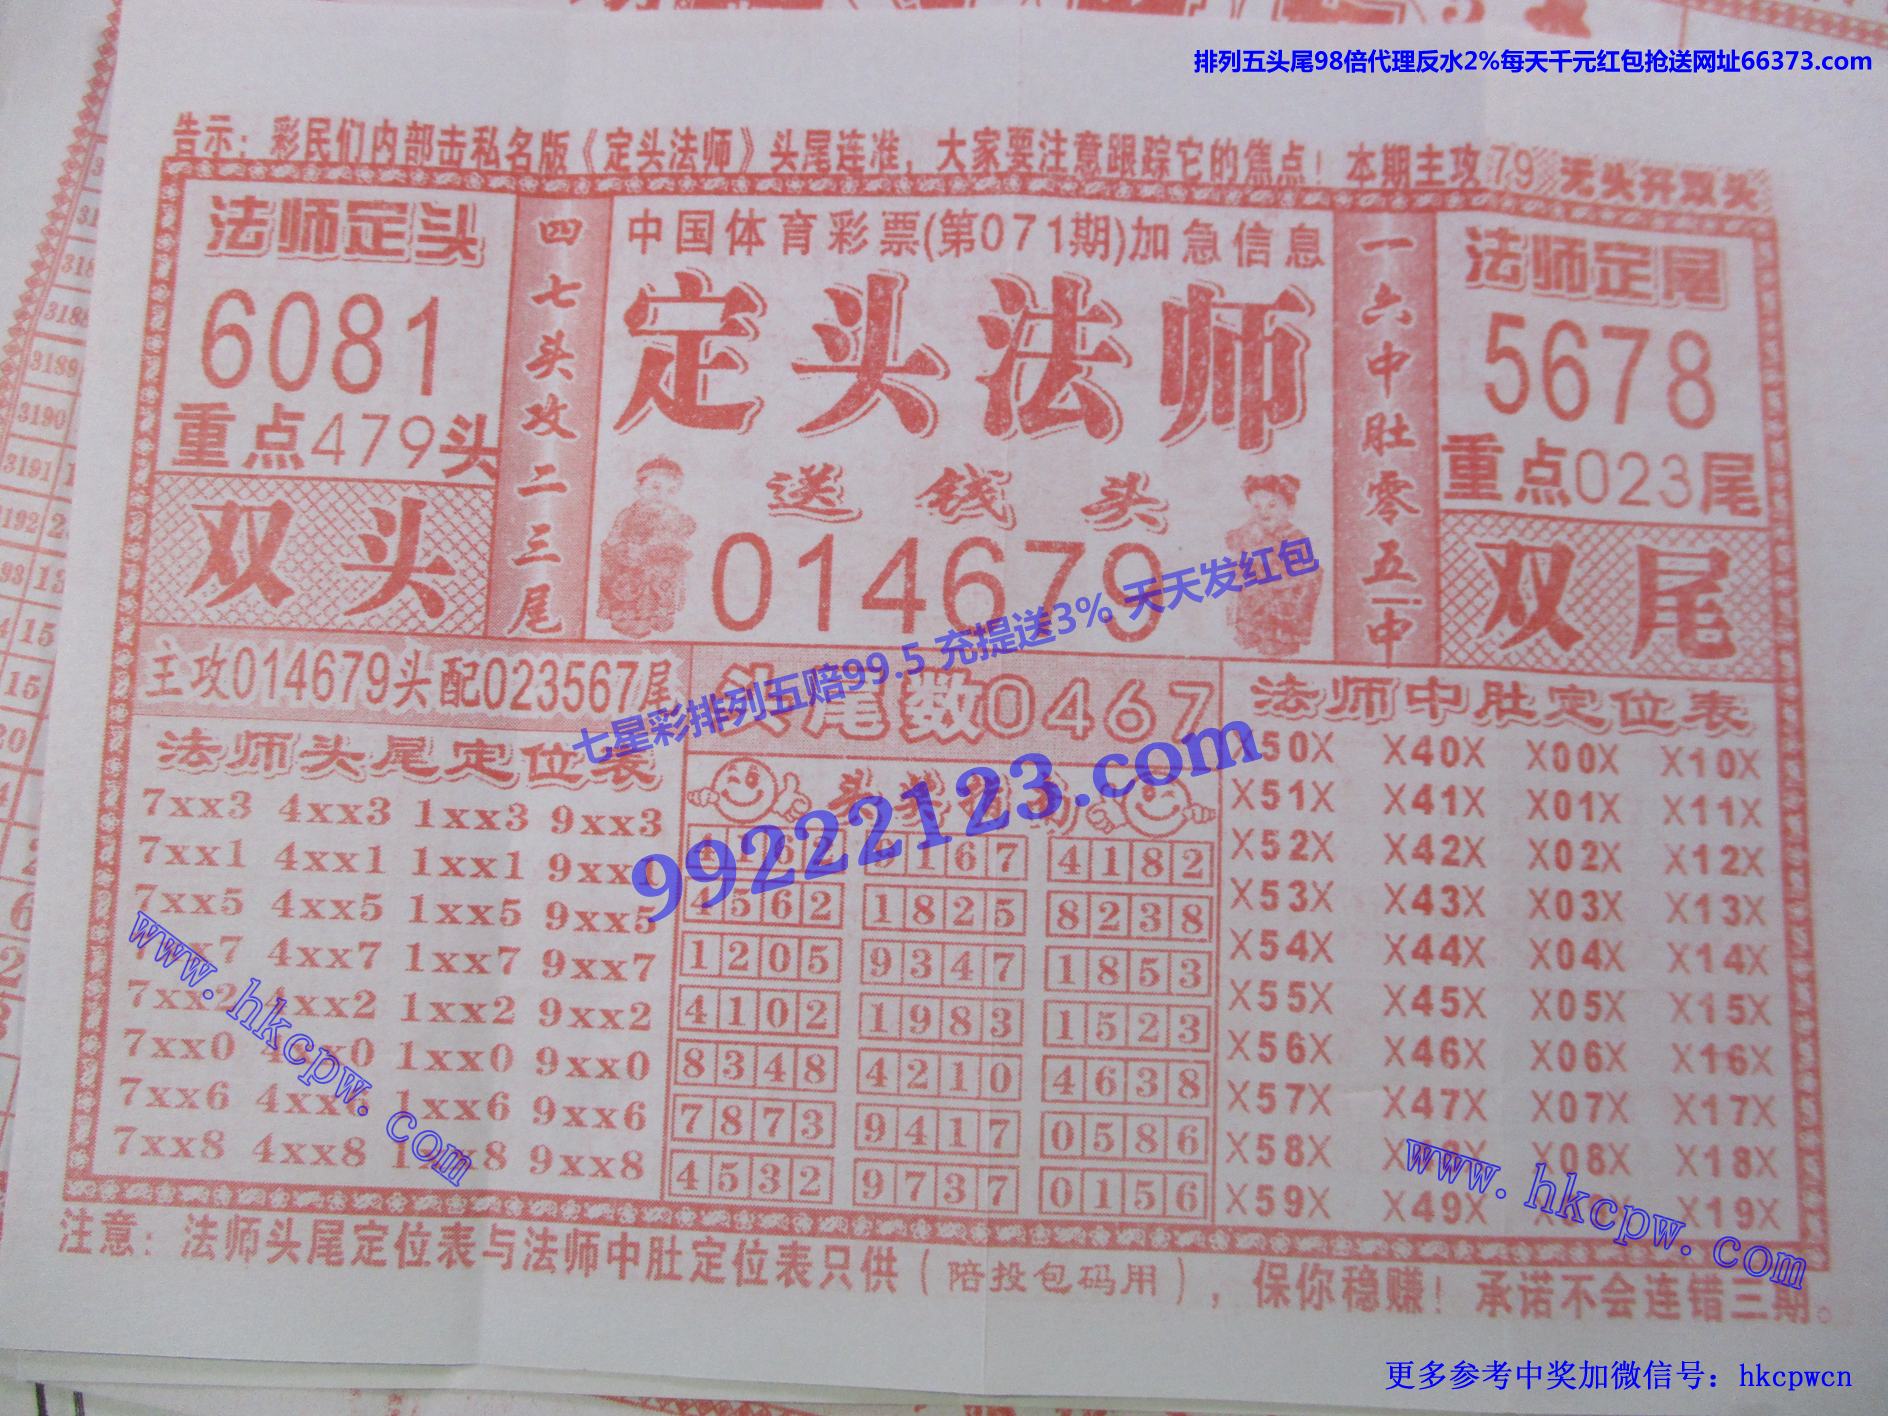 排列五头尾98倍代理反水2%每天千元红包抢送网址66373.com
告示：彩民们内部击私名版《定头法师》头尾连准，大家要注意跟踪它的焦点！本期主攻79 无头开双头
法师定头
6081
重点479头
双头
四七头攻二三尾
中国体育彩票(第071期)加急信息
定头法师
送钱头
014679
一六中肚零五中
法师定尾
5678
重点023尾
双尾
七星彩排列五赔99.5 充提送3% 天天发红包
99222123.com
主攻014679头配023567尾
头尾数0467
法师头尾定位表
7xx3 4xx3 1xx3 9xx3
7xx1 4xx1 1xx1 9xx1
7xx5 4xx5 1xx5 9xx5
7xx7 4xx7 1xx7 9xx7
7xx2 4xx2 1xx2 9xx2
7xx0 4xx0 1xx0 9xx0
7xx6 4xx6 1xx6 9xx6
7xx8 4xx8 1xx8 9xx8
4162 9167 4182
4562 1825 8238
1205 9347 1853
4102 1983 1523
8348 4210 4638
7873 9417 0586
4532 9737 0156
法师中肚定位表
X50X X40X X00X X10X
X51X X41X X01X X11X
X52X X42X X02X X12X
X53X X43X X03X X13X
X54X X44X X04X X14X
X55X X45X X05X X15X
X56X X46X X06X X16X
X57X X47X X07X X17X
X58X X08X X18X
X59X X49X X19X
www.hkcpw.com
www.hkcpw.com
注意：法师头尾定位表与法师中肚定位表只供（陪投包码用），保你稳赚！承诺不会连错三期。
更多参考中奖加微信号：hkcpwcn